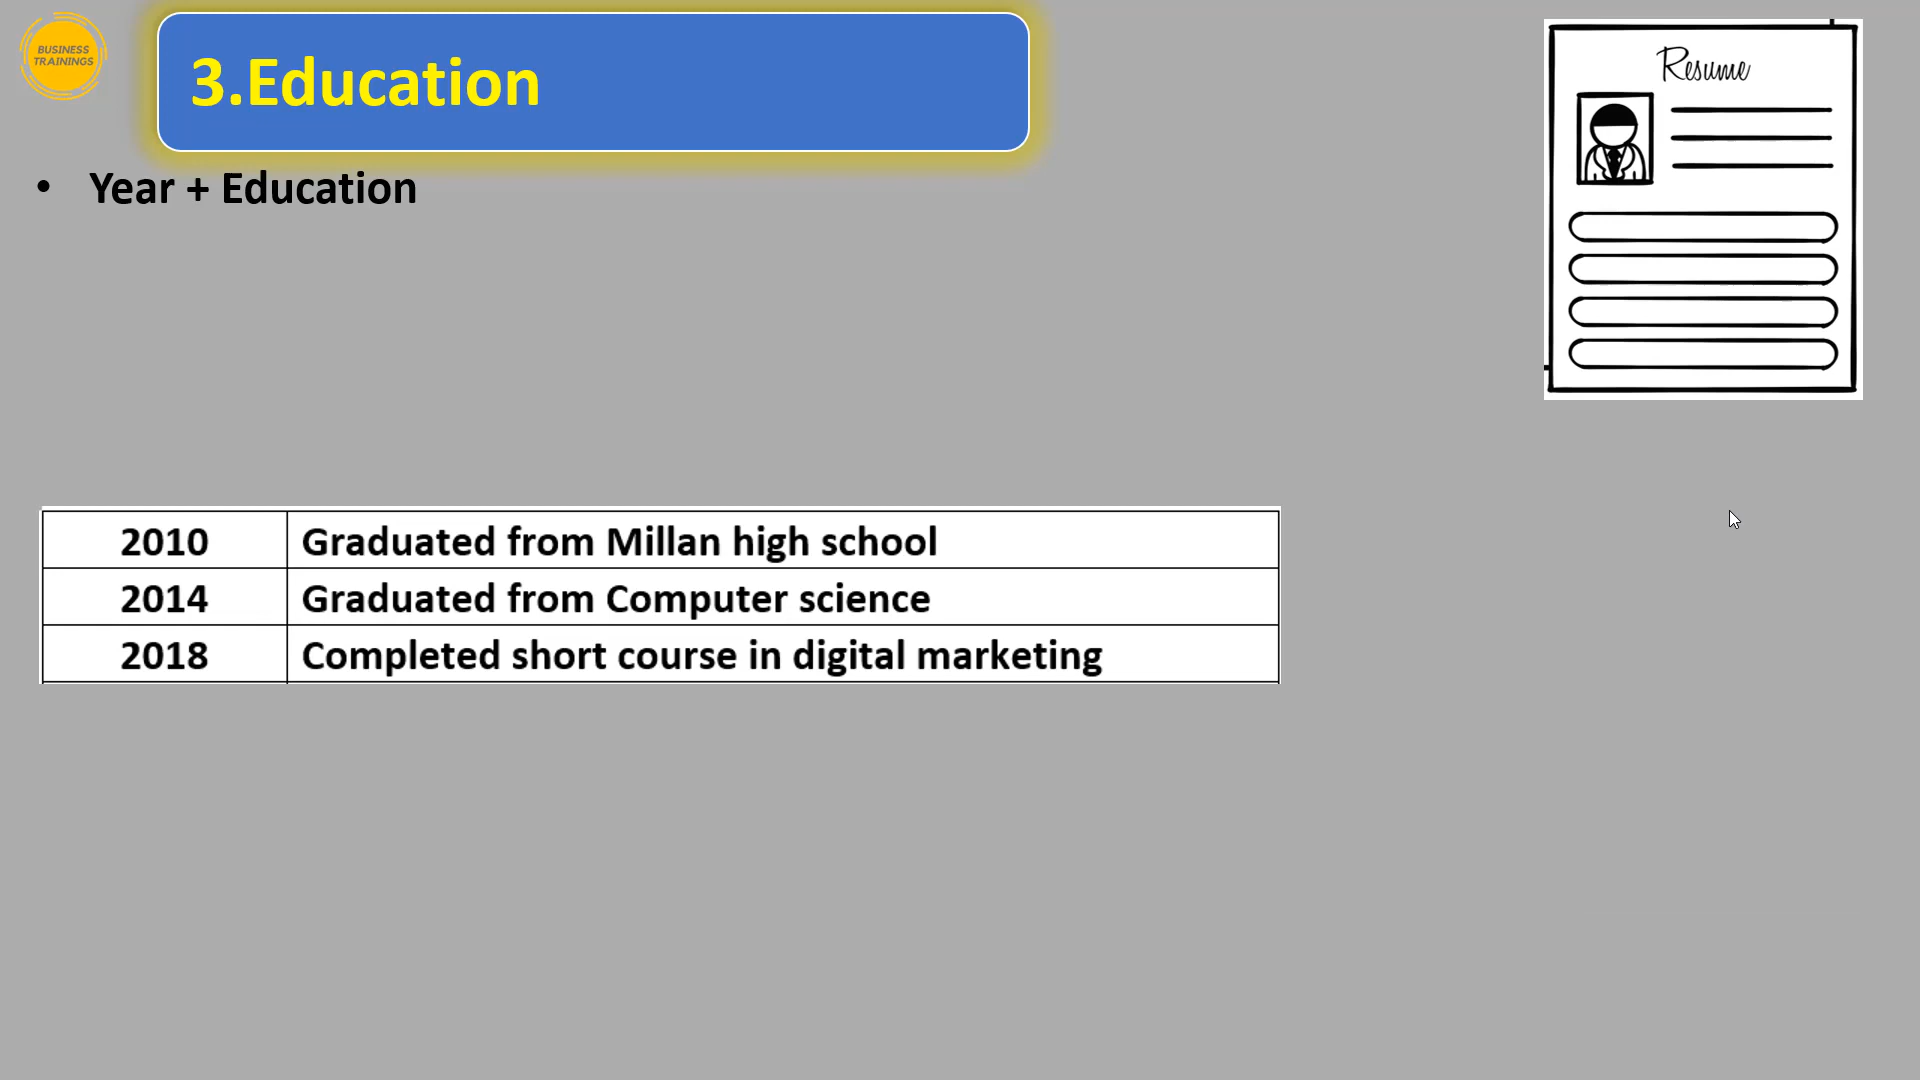 BUSINESS
TRAININGS
3.Education
Resume
• Year + Education
2010 Graduated from Millan high school
2014 Graduated from Computer science
2018 Completed short course in digital marketing